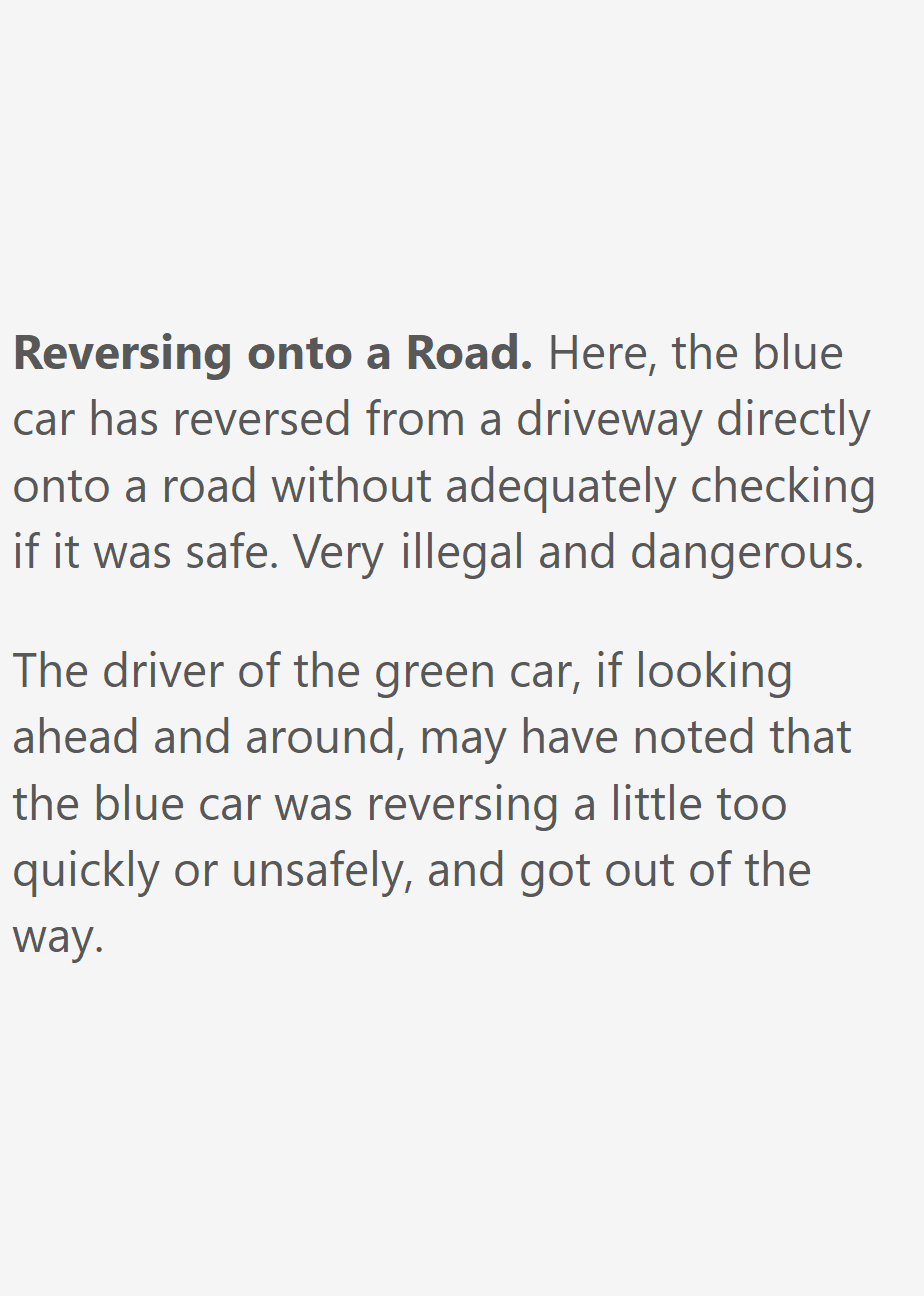 Reversing onto a Road. Here, the blue
car has reversed from a driveway directly
onto a road without adequately checking
if it was safe. Very illegal and dangerous.
The driver of the green car, if looking
ahead and around, may have noted that
the blue car was reversing a little too
quickly or unsafely, and got out of the
way.